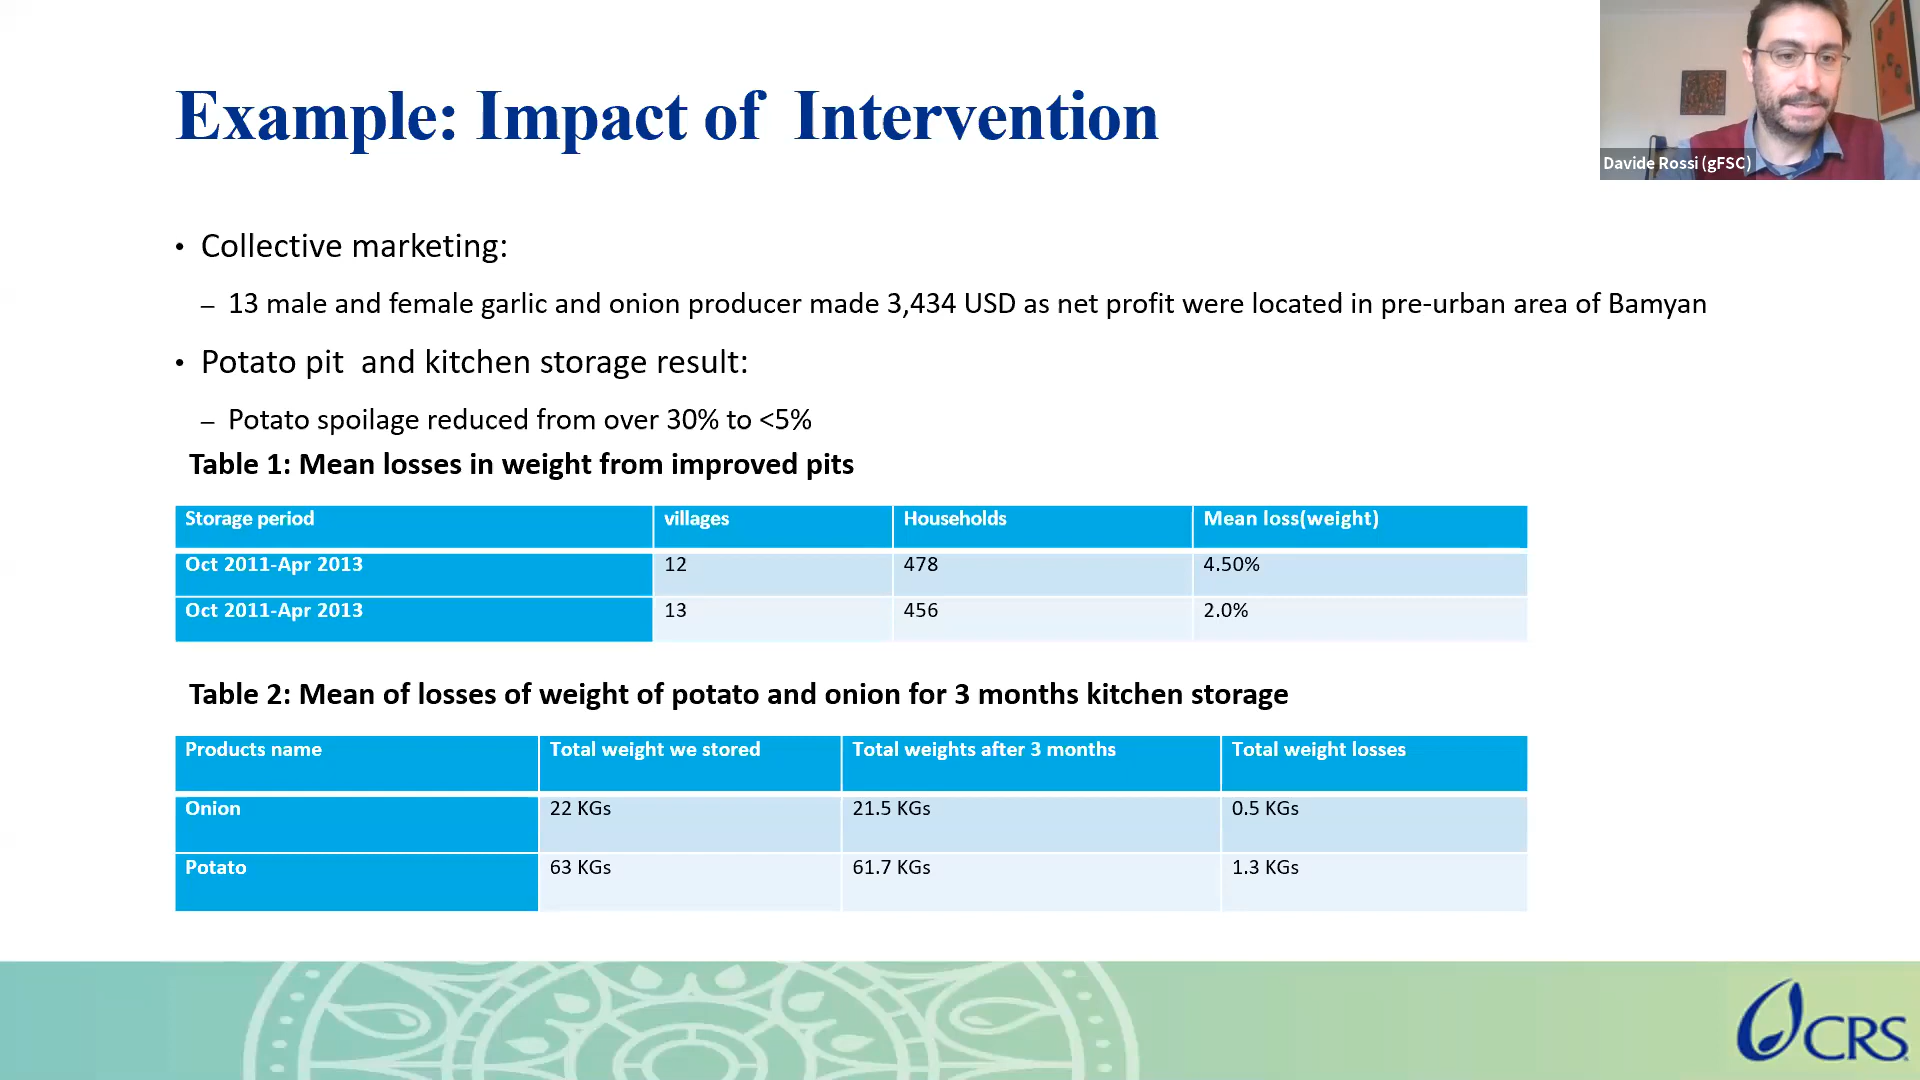 Example: Impact of Intervention
Davide Rossi (gFSC)
• Collective marketing:
– 13 male and female garlic and onion producer made 3,434 USD as net profit were located in pre-urban area of Bamyan
• Potato pit and kitchen storage result:
– Potato spoilage reduced from over 30% to <5%
Table 1: Mean losses in weight from improved pits
Storage period villages Households Mean loss(weight)
Oct 2011-Apr 2013 12 478 4.50%
Oct 2011-Apr 2013 13 456 2.0%
Table 2: Mean of losses of weight of potato and onion for 3 months kitchen storage
Products name Total weight we stored Total weights after 3 months Total weight losses
Onion 22 KGs 21.5 KGs 0.5 KGs
Potato 63 KGs 61.7 KGs 1.3 KGs
CRS